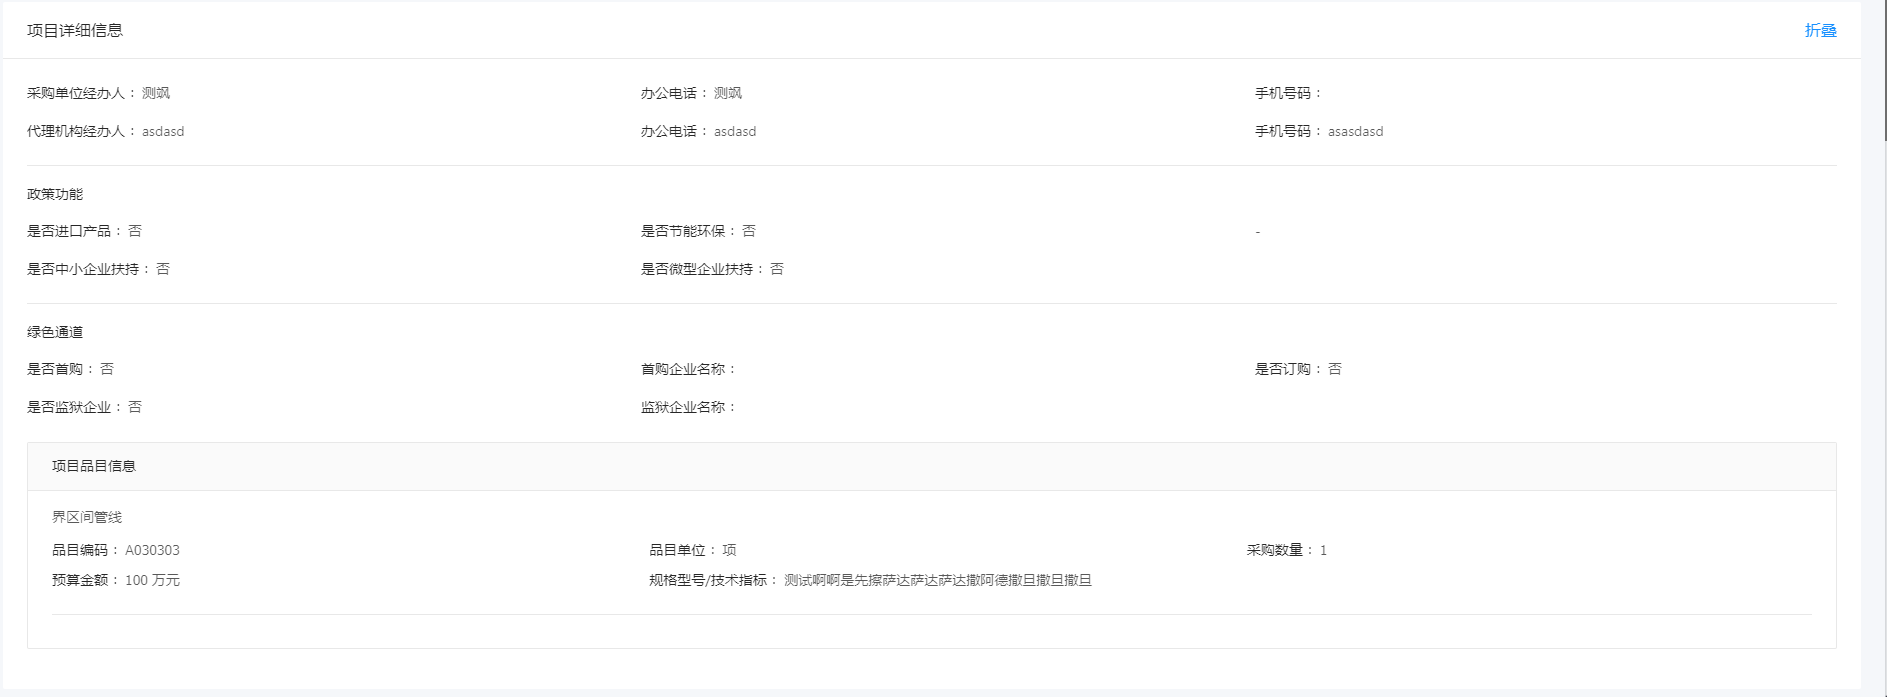 项目详细信息 折叠
采购单位经办人： 测飒 办公电话： 测飒 手机号码：
代理机构经办人： asdasd 办公电话： asdasd 手机号码： asasdasd
政策功能
是否进口产品： 否 是否节能环保： 否 -
是否中小企业扶持： 否 是否微型企业扶持： 否
绿色通道
是否首购： 否 首购企业名称： 是否订购： 否
是否监狱企业： 否 监狱企业名称：
项目品目信息
界区间管线
品目编码： A030303 品目单位： 项 采购数量： 1
预算金额： 100 万元 规格型号/技术指标： 测试啊啊是先擦萨达萨达萨达撒阿德撒旦撒旦撒旦